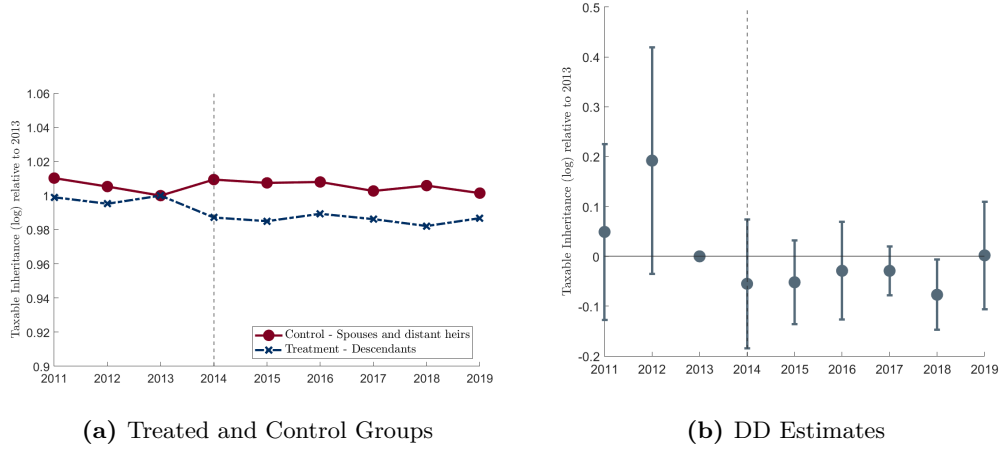 Taxable Inheritance (log) relative to 2013
1.06
1.04
1.02
1
0.98
0.96
0.94
0.92
0.9
2011 2012 2013 2014 2015 2016 2017 2018 2019
Control - Spouses and distant heirs
Treatment - Descendants
(a) Treated and Control Groups
Taxable Inheritance (log) relative to 2013
0.5
0.4
0.3
0.2
0.1
0
-0.1
-0.2
2011 2012 2013 2014 2015 2016 2017 2018 2019
(b) DD Estimates